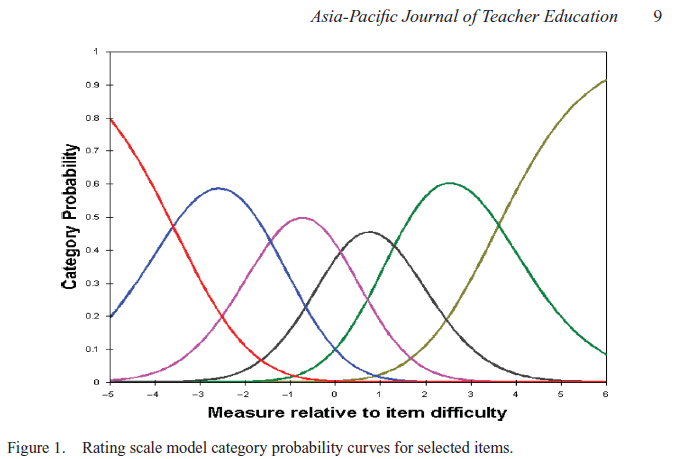 Asia-Pacific Journal of Teacher Education 9
1
0.9
0.8
0.7
0.6
0.5
0.4
0.3
0.2
0.1
0
Category Probability
−5 −4 −3 −2 −1 0 1 2 3 4 5 6
Measure relative to item difficulty
Figure 1. Rating scale model category probability curves for selected items.